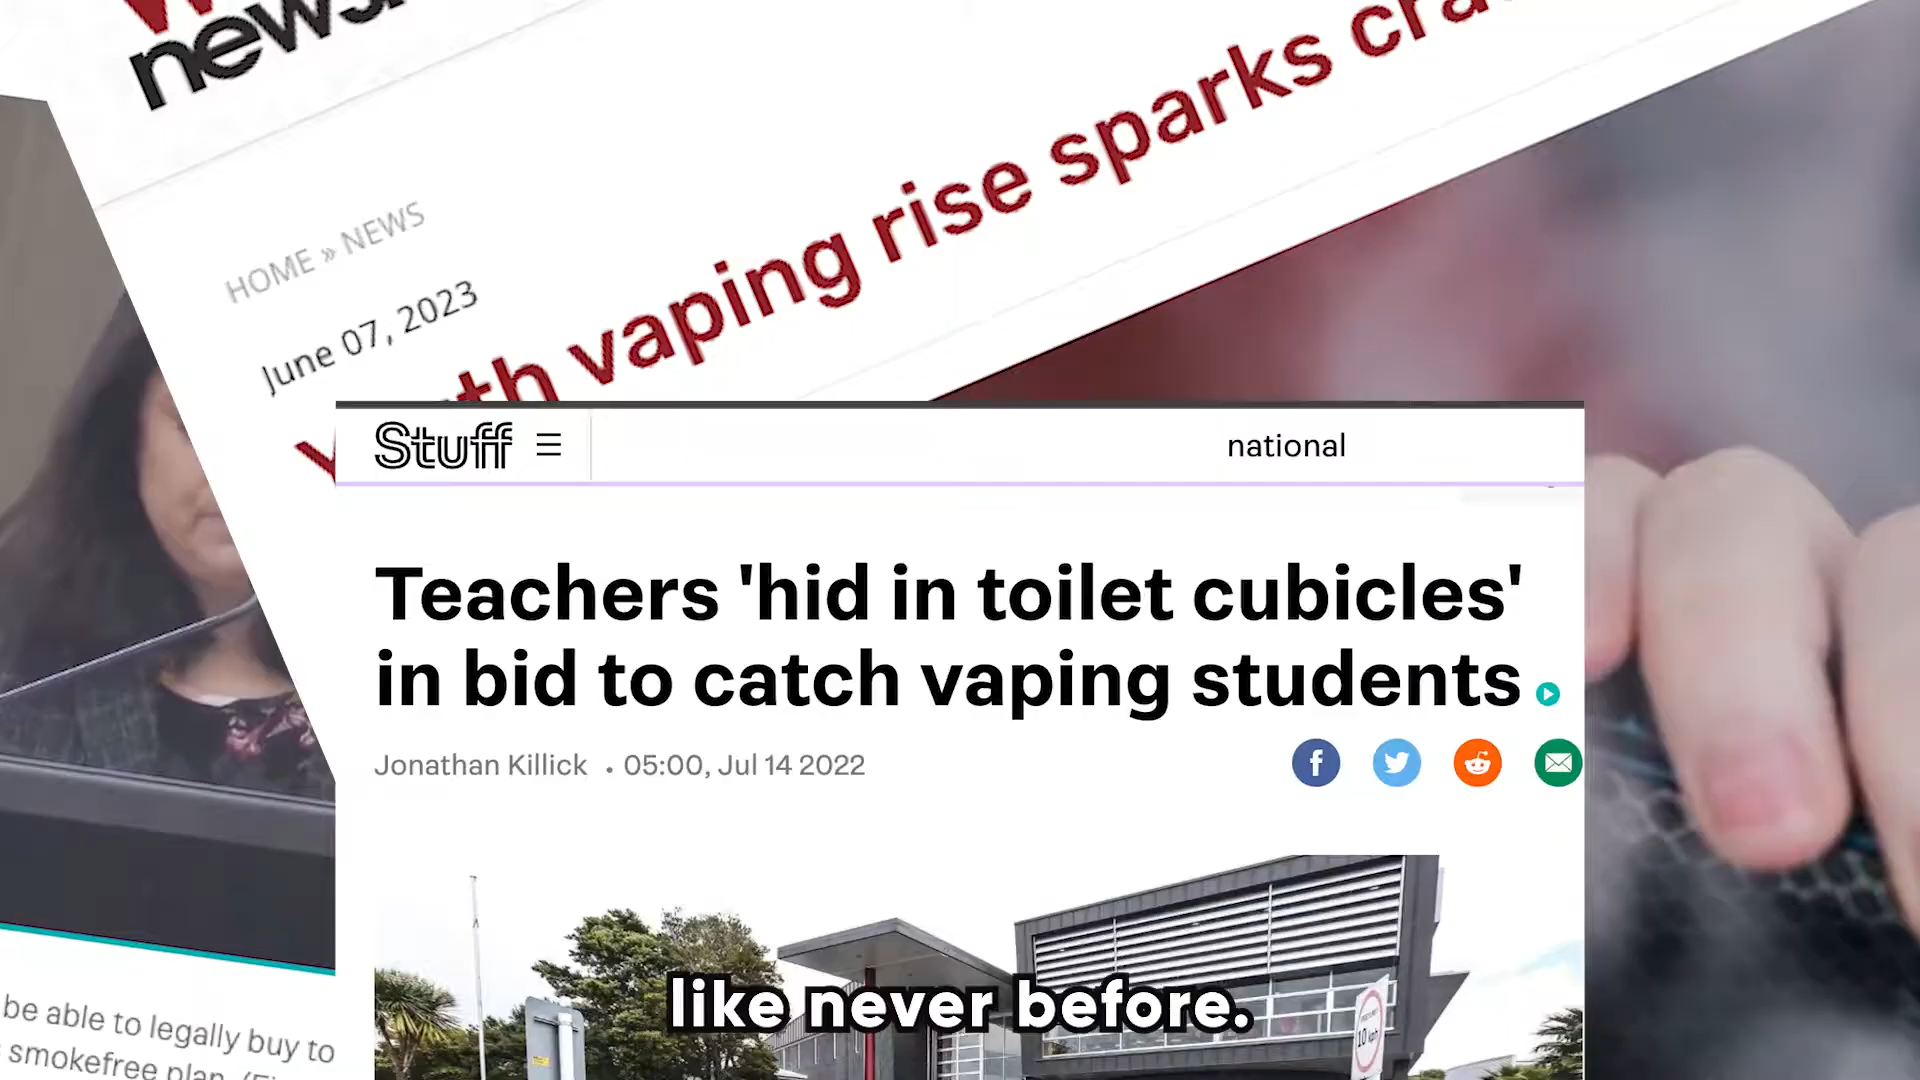 HOME » NEWS
June 07, 2023
vaping rise sparks
Stuff
national
Teachers 'hid in toilet cubicles'
in bid to catch vaping students
Jonathan Killick • 05:00, Jul 14 2022
10 kph
like never before.
be able to legally buy to
smokefree plan.